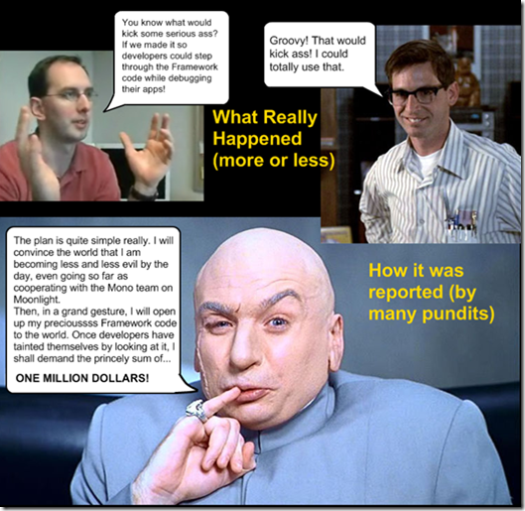 You know what would
kick some serious ass?
If we made it so
developers could step
through the Framework
code while debugging
their apps!
Groovy! That would
kick ass! I could
totally use that.
What Really
Happened
(more or less)
The plan is quite simple really. I will
convince the world that I am
becoming less and less evil by the
day, even going so far as
cooperating with the Mono team on
Moonlight.
Then, in a grand gesture, I will open
up my preciousssss Framework code
to the world. Once developers have
tainted themselves by looking at it, I
shall demand the princely sum of...
ONE MILLION DOLLARS!
How it was
reported (by
many pundits)